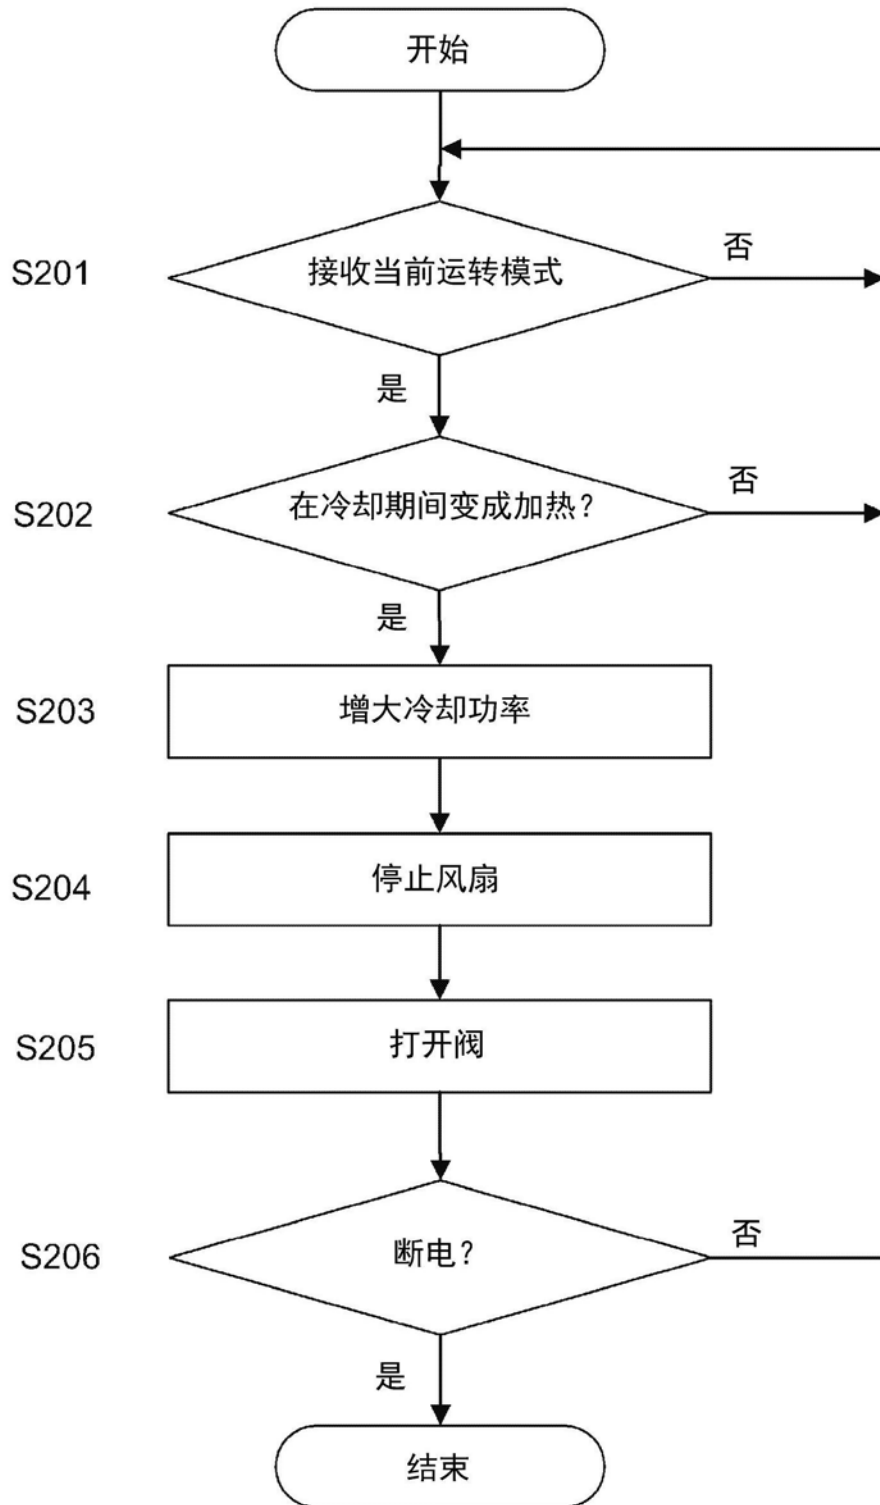 开始
S201
接收当前运转模式
否
是
S202
在冷却期间变成加热?
否
是
S203
增大冷却功率
S204
停止风扇
S205
打开阀
S206
断电?
否
是
结束